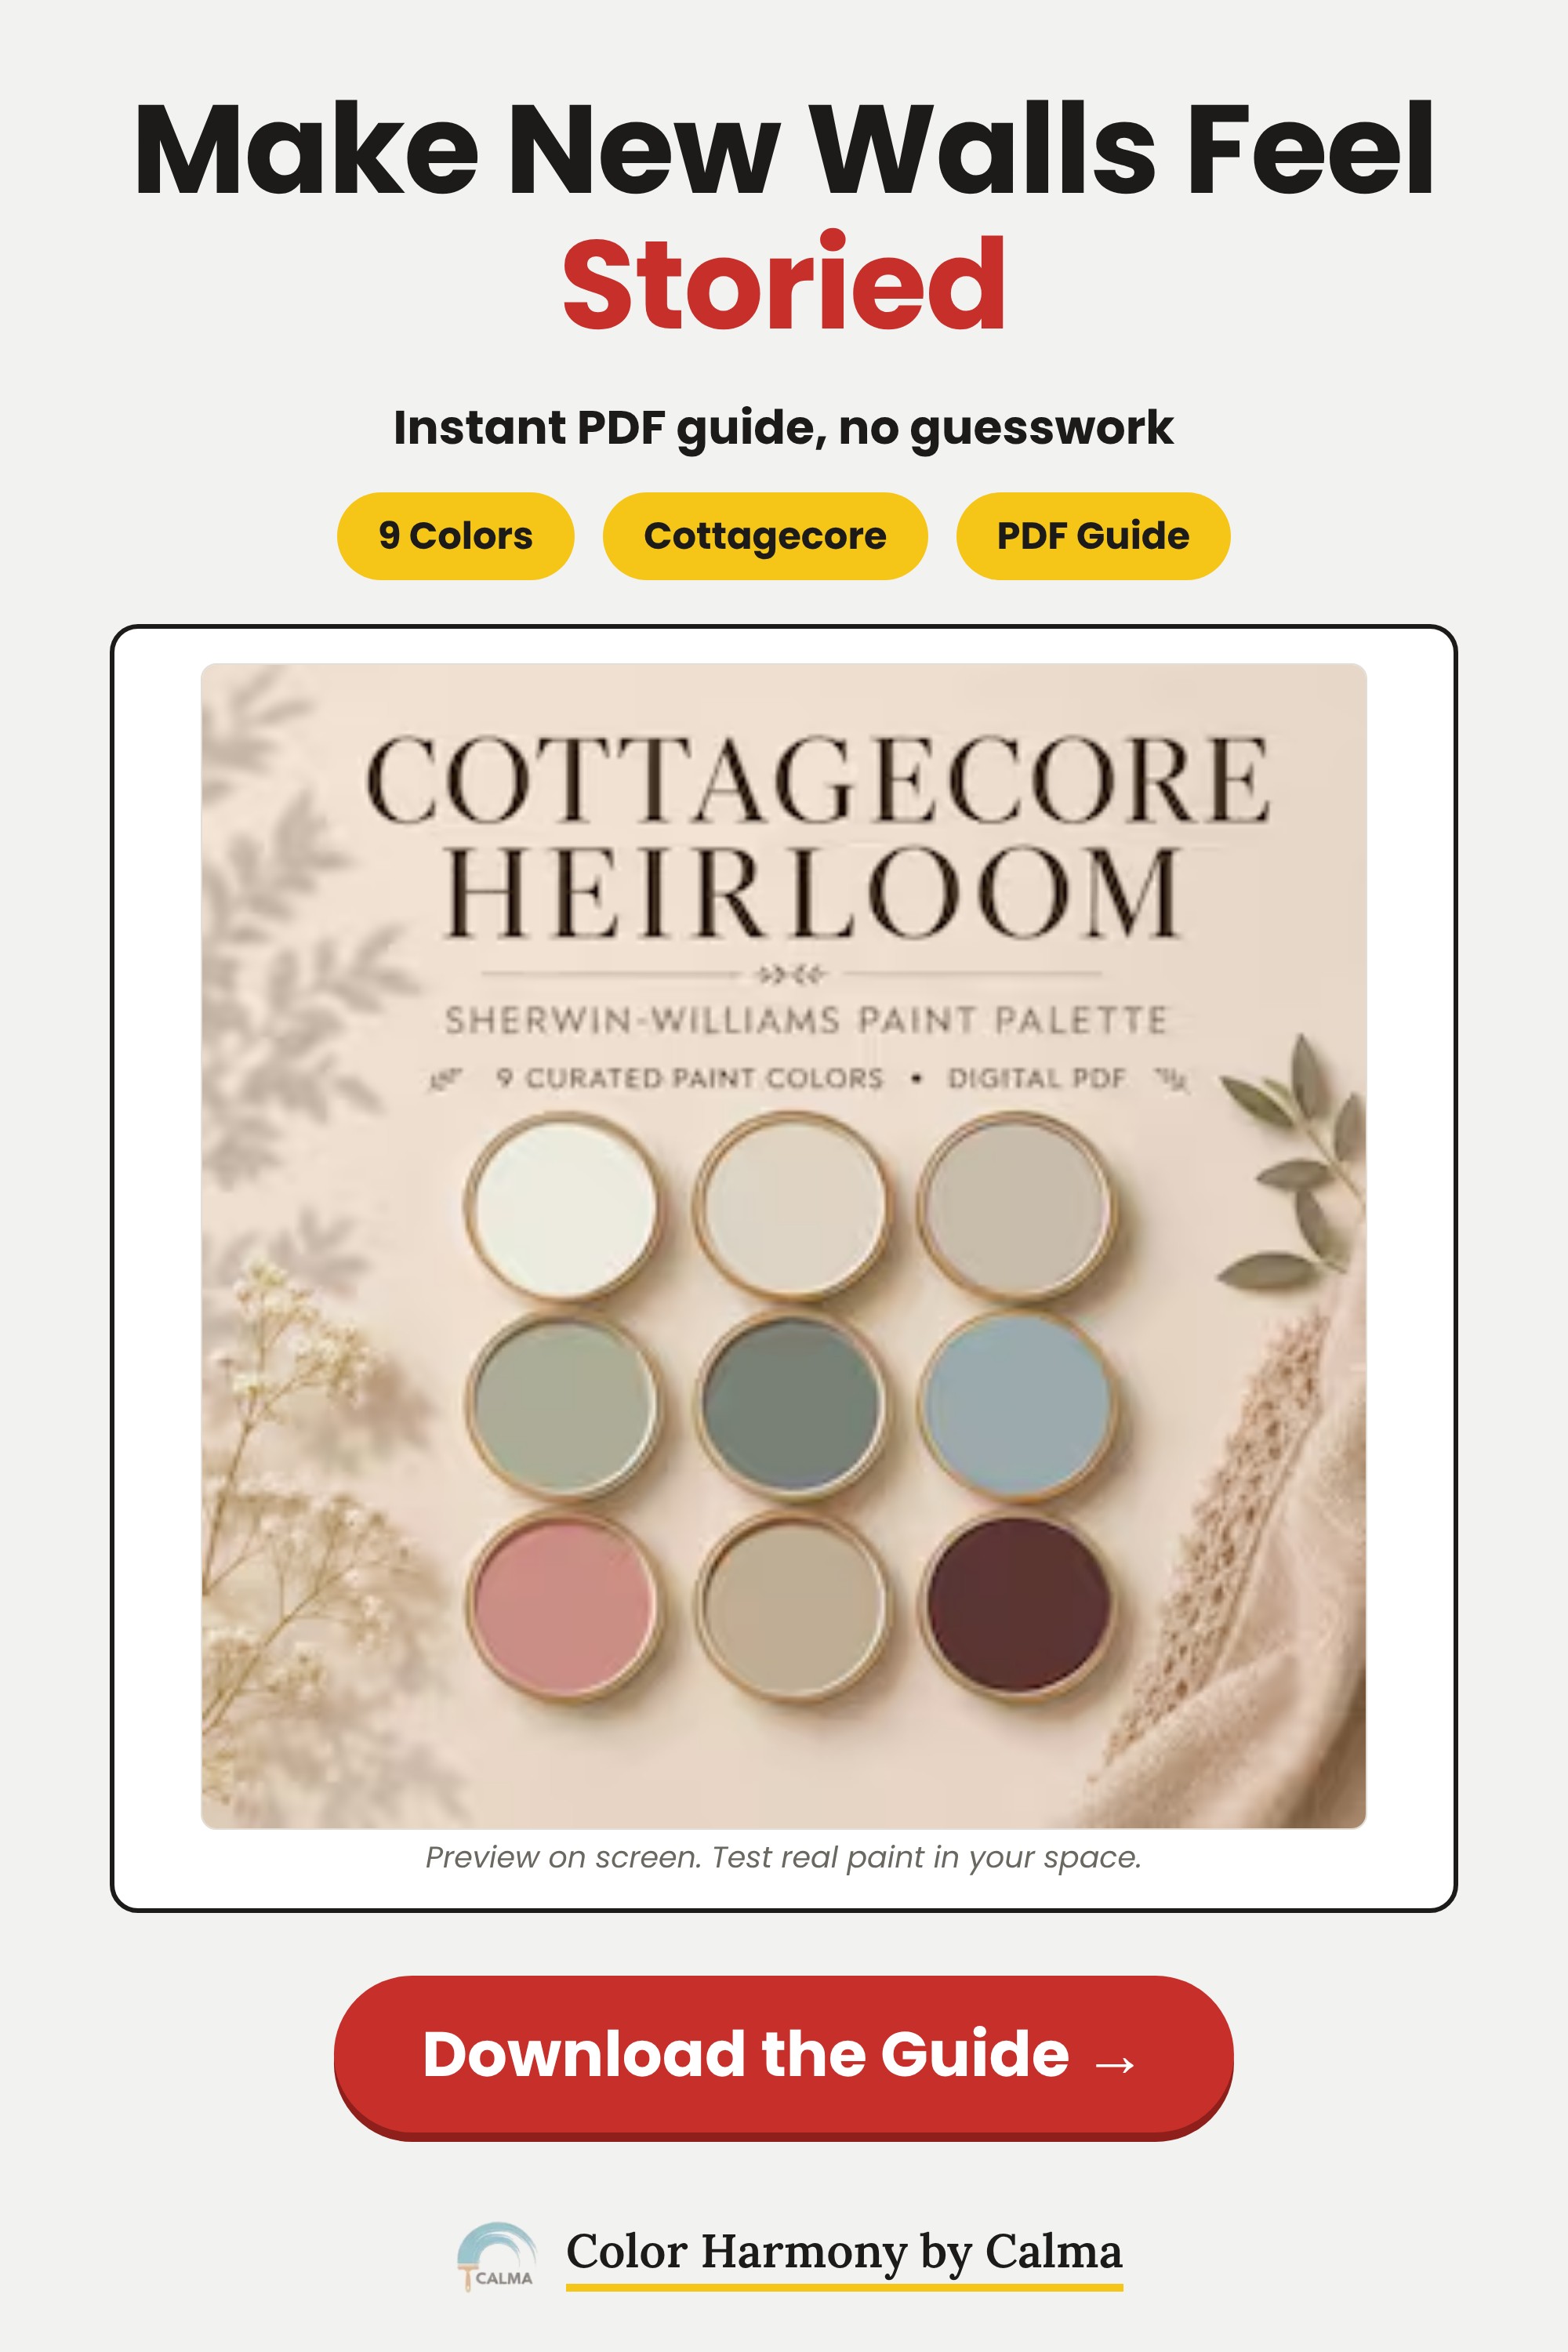 Make New Walls Feel
Storied
Instant PDF guide, no guesswork
9 Colors
Cottagecore
PDF Guide
COTTAGECORE
HEIRLOOM
SHERWIN-WILLIAMS PAINT PALETTE
9 CURATED PAINT COLORS • DIGITAL PDF
Preview on screen. Test real paint in your space.
Download the Guide →
CALMA
Color Harmony by Calma